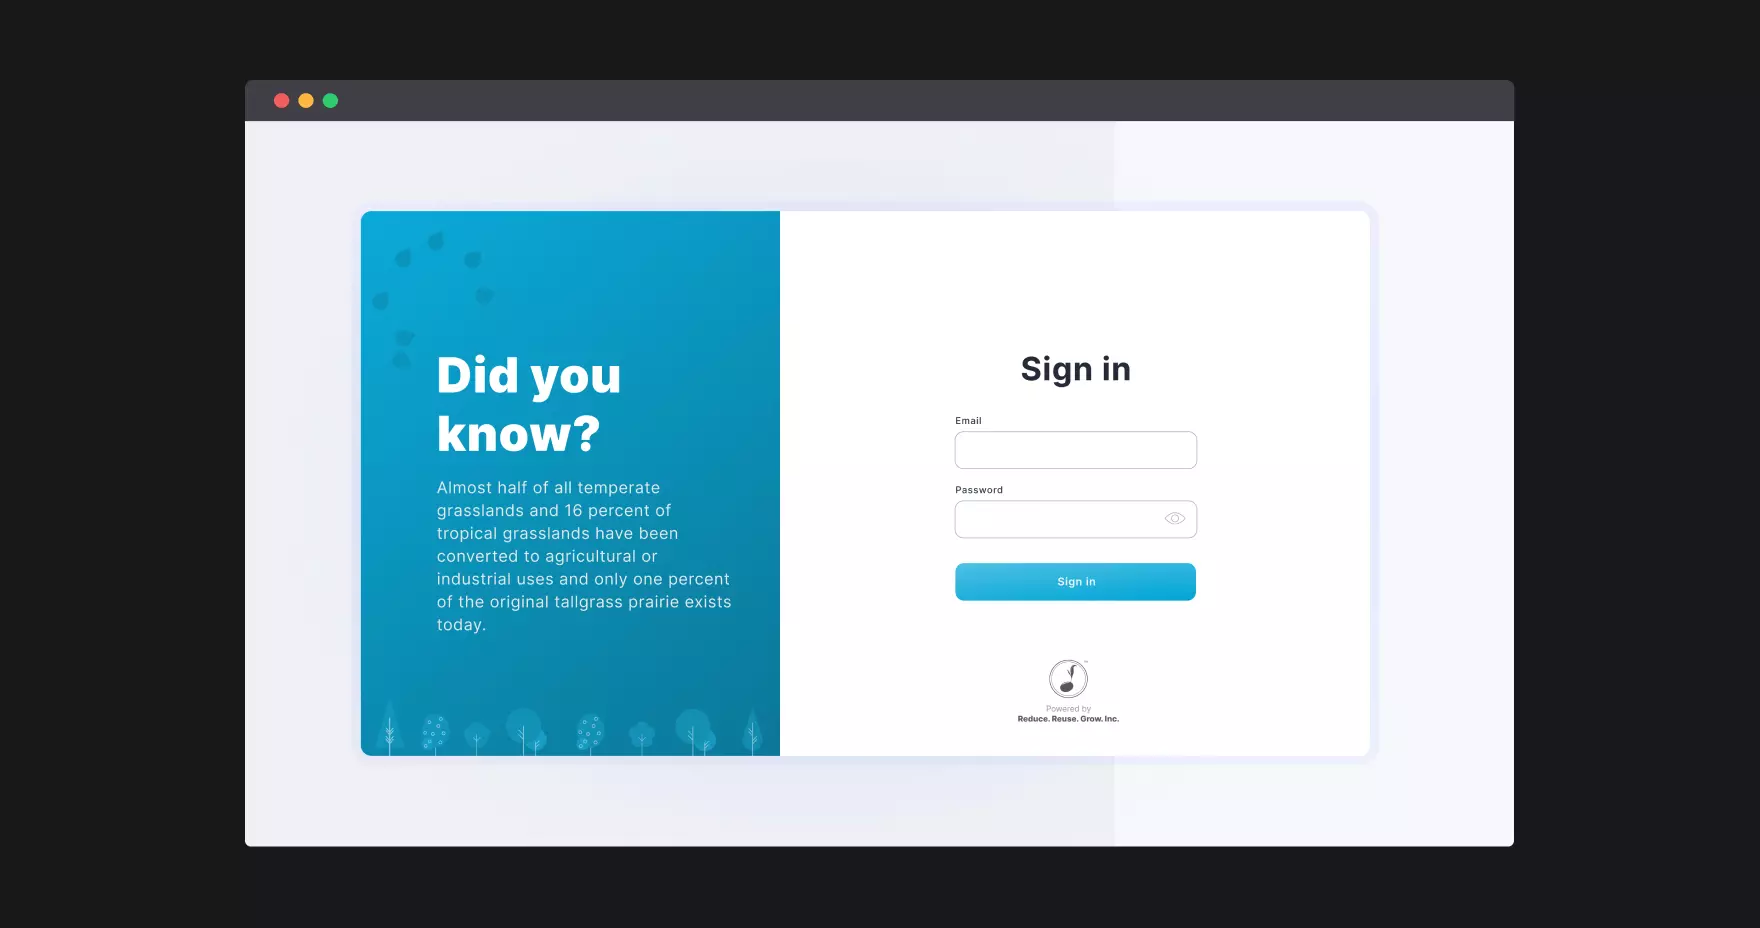 Did you
know?
Almost half of all temperate
grasslands and 16 percent of
tropical grasslands have been
converted to agricultural or
industrial uses and only one percent
of the original tallgrass prairie exists
today.
Sign in
Email
Password
Sign in
Powered by
Reduce. Reuse. Grow. Inc.